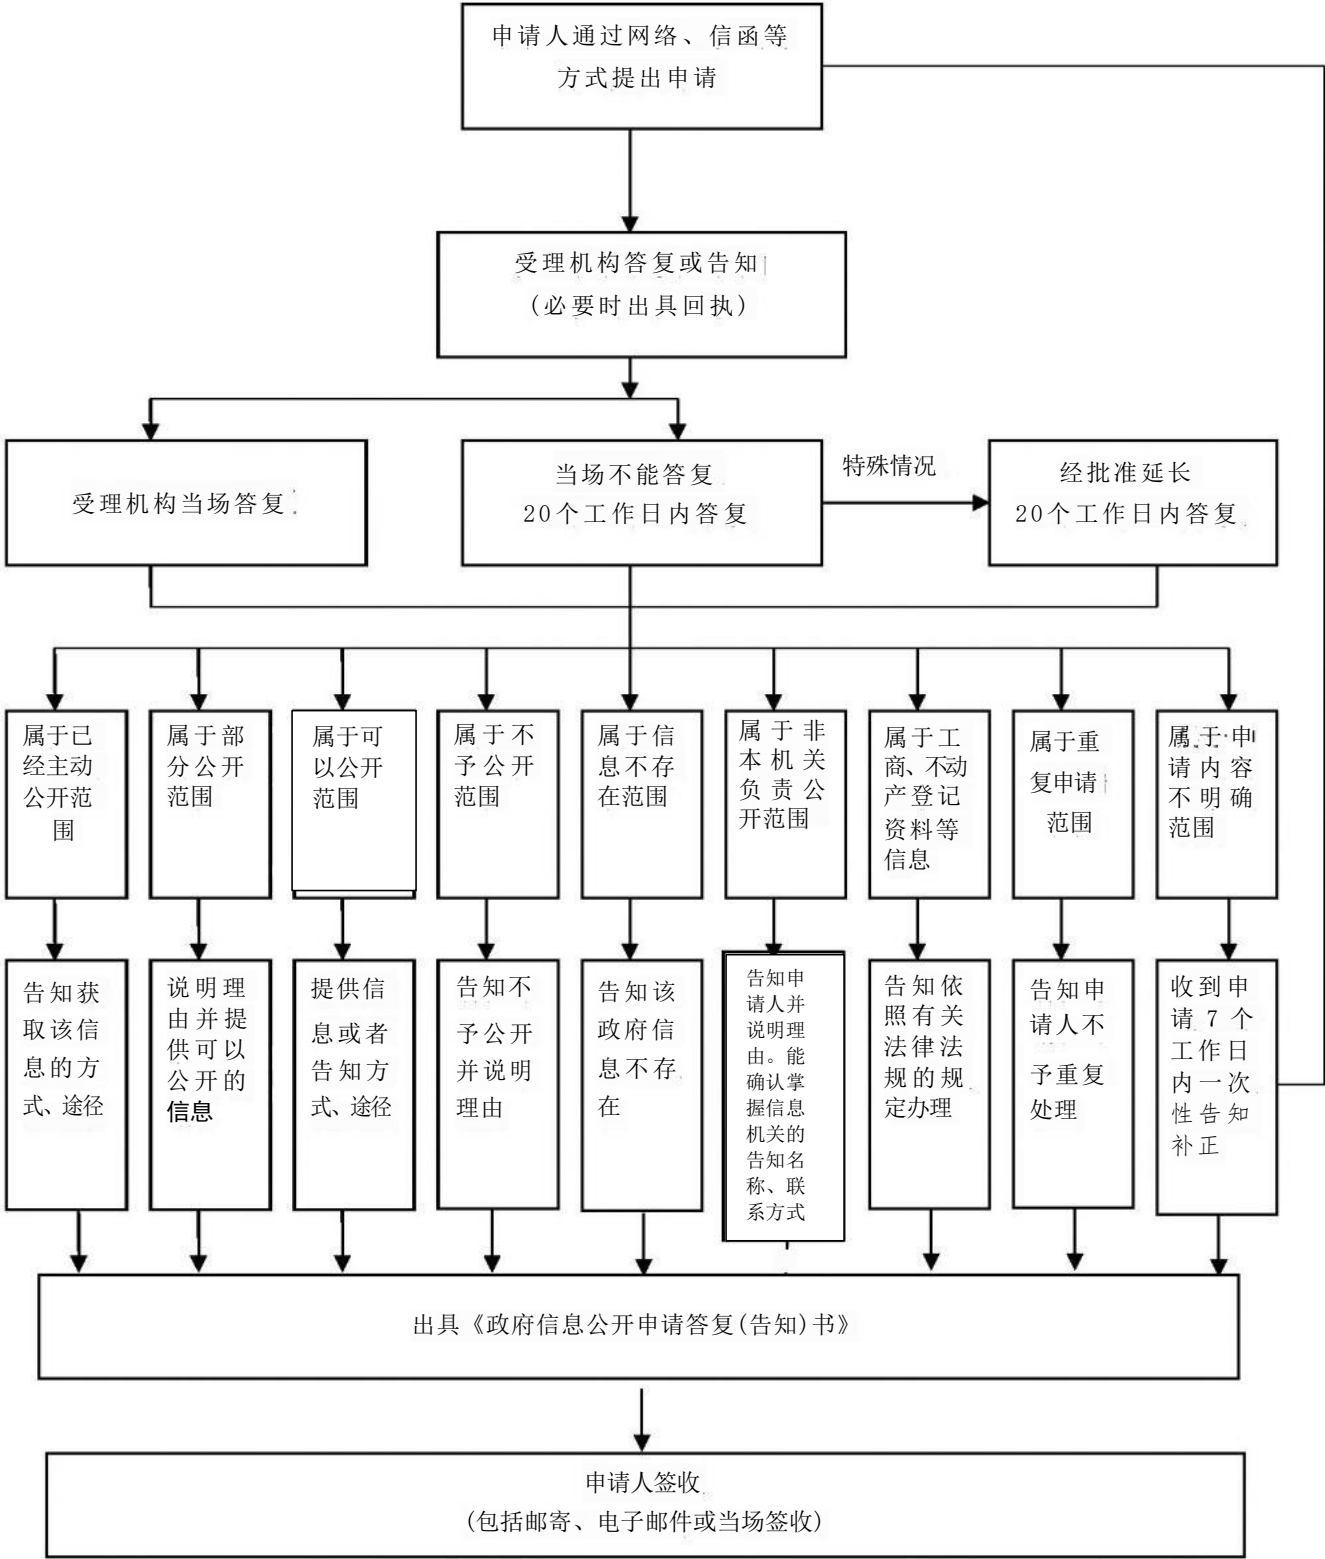 申请人通过网络、信函等
方式提出申请
受理机构答复或告知
(必要时出具回执)
受理机构当场答复
当场不能答复
20个工作日内答复
特殊情况
经批准延长
20个工作日内答复
属于已
经主动
公开范
围
属于部
分公开
范围
属于可
以公开
范围
属于不
予公开
范围
属于信
息不存
在范围
属于非
本机关
负责公
开范围
属于工
商、不动
产登记
资料等
信息
属于重
复申请
范围
属于申
请内容
不明确
范围
告知获
取该信
息的方
式、途径
说明理
由并提
供可以
公开的
信息
提供信
息或者
告知方
式、途径
告知不
予公开
并说明
理由
告知该
政府信
息不存
在
告知申
请人并
说明理
由。能
确认掌
握信息
机关的
告知名
称、联
系方式
告知依
照有关
法律法
规的规
定办理
告知申
请人不
予重复
处理
收到申
请7个
工作日
内一次
性告知
补正
出具《政府信息公开申请答复(告知)书》
申请人签收
(包括邮寄、电子邮件或当场签收)